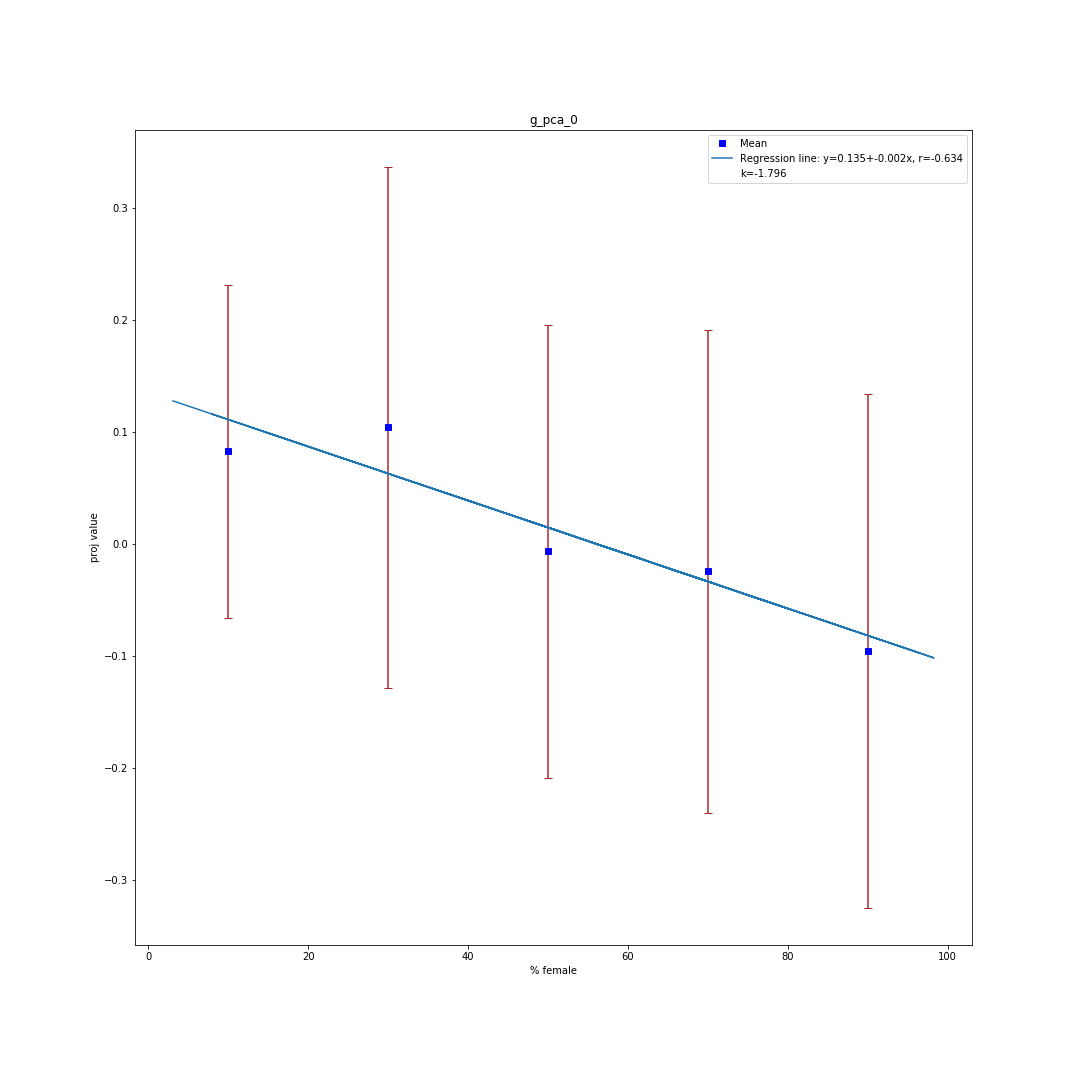 g_pca_0
Mean
Regression line: y=0.135+-0.002x, r=-0.634
k=-1.796
proj value
0.3
0.2
0.1
0.0
−0.1
−0.2
−0.3
0 20 40 60 80 100
% female